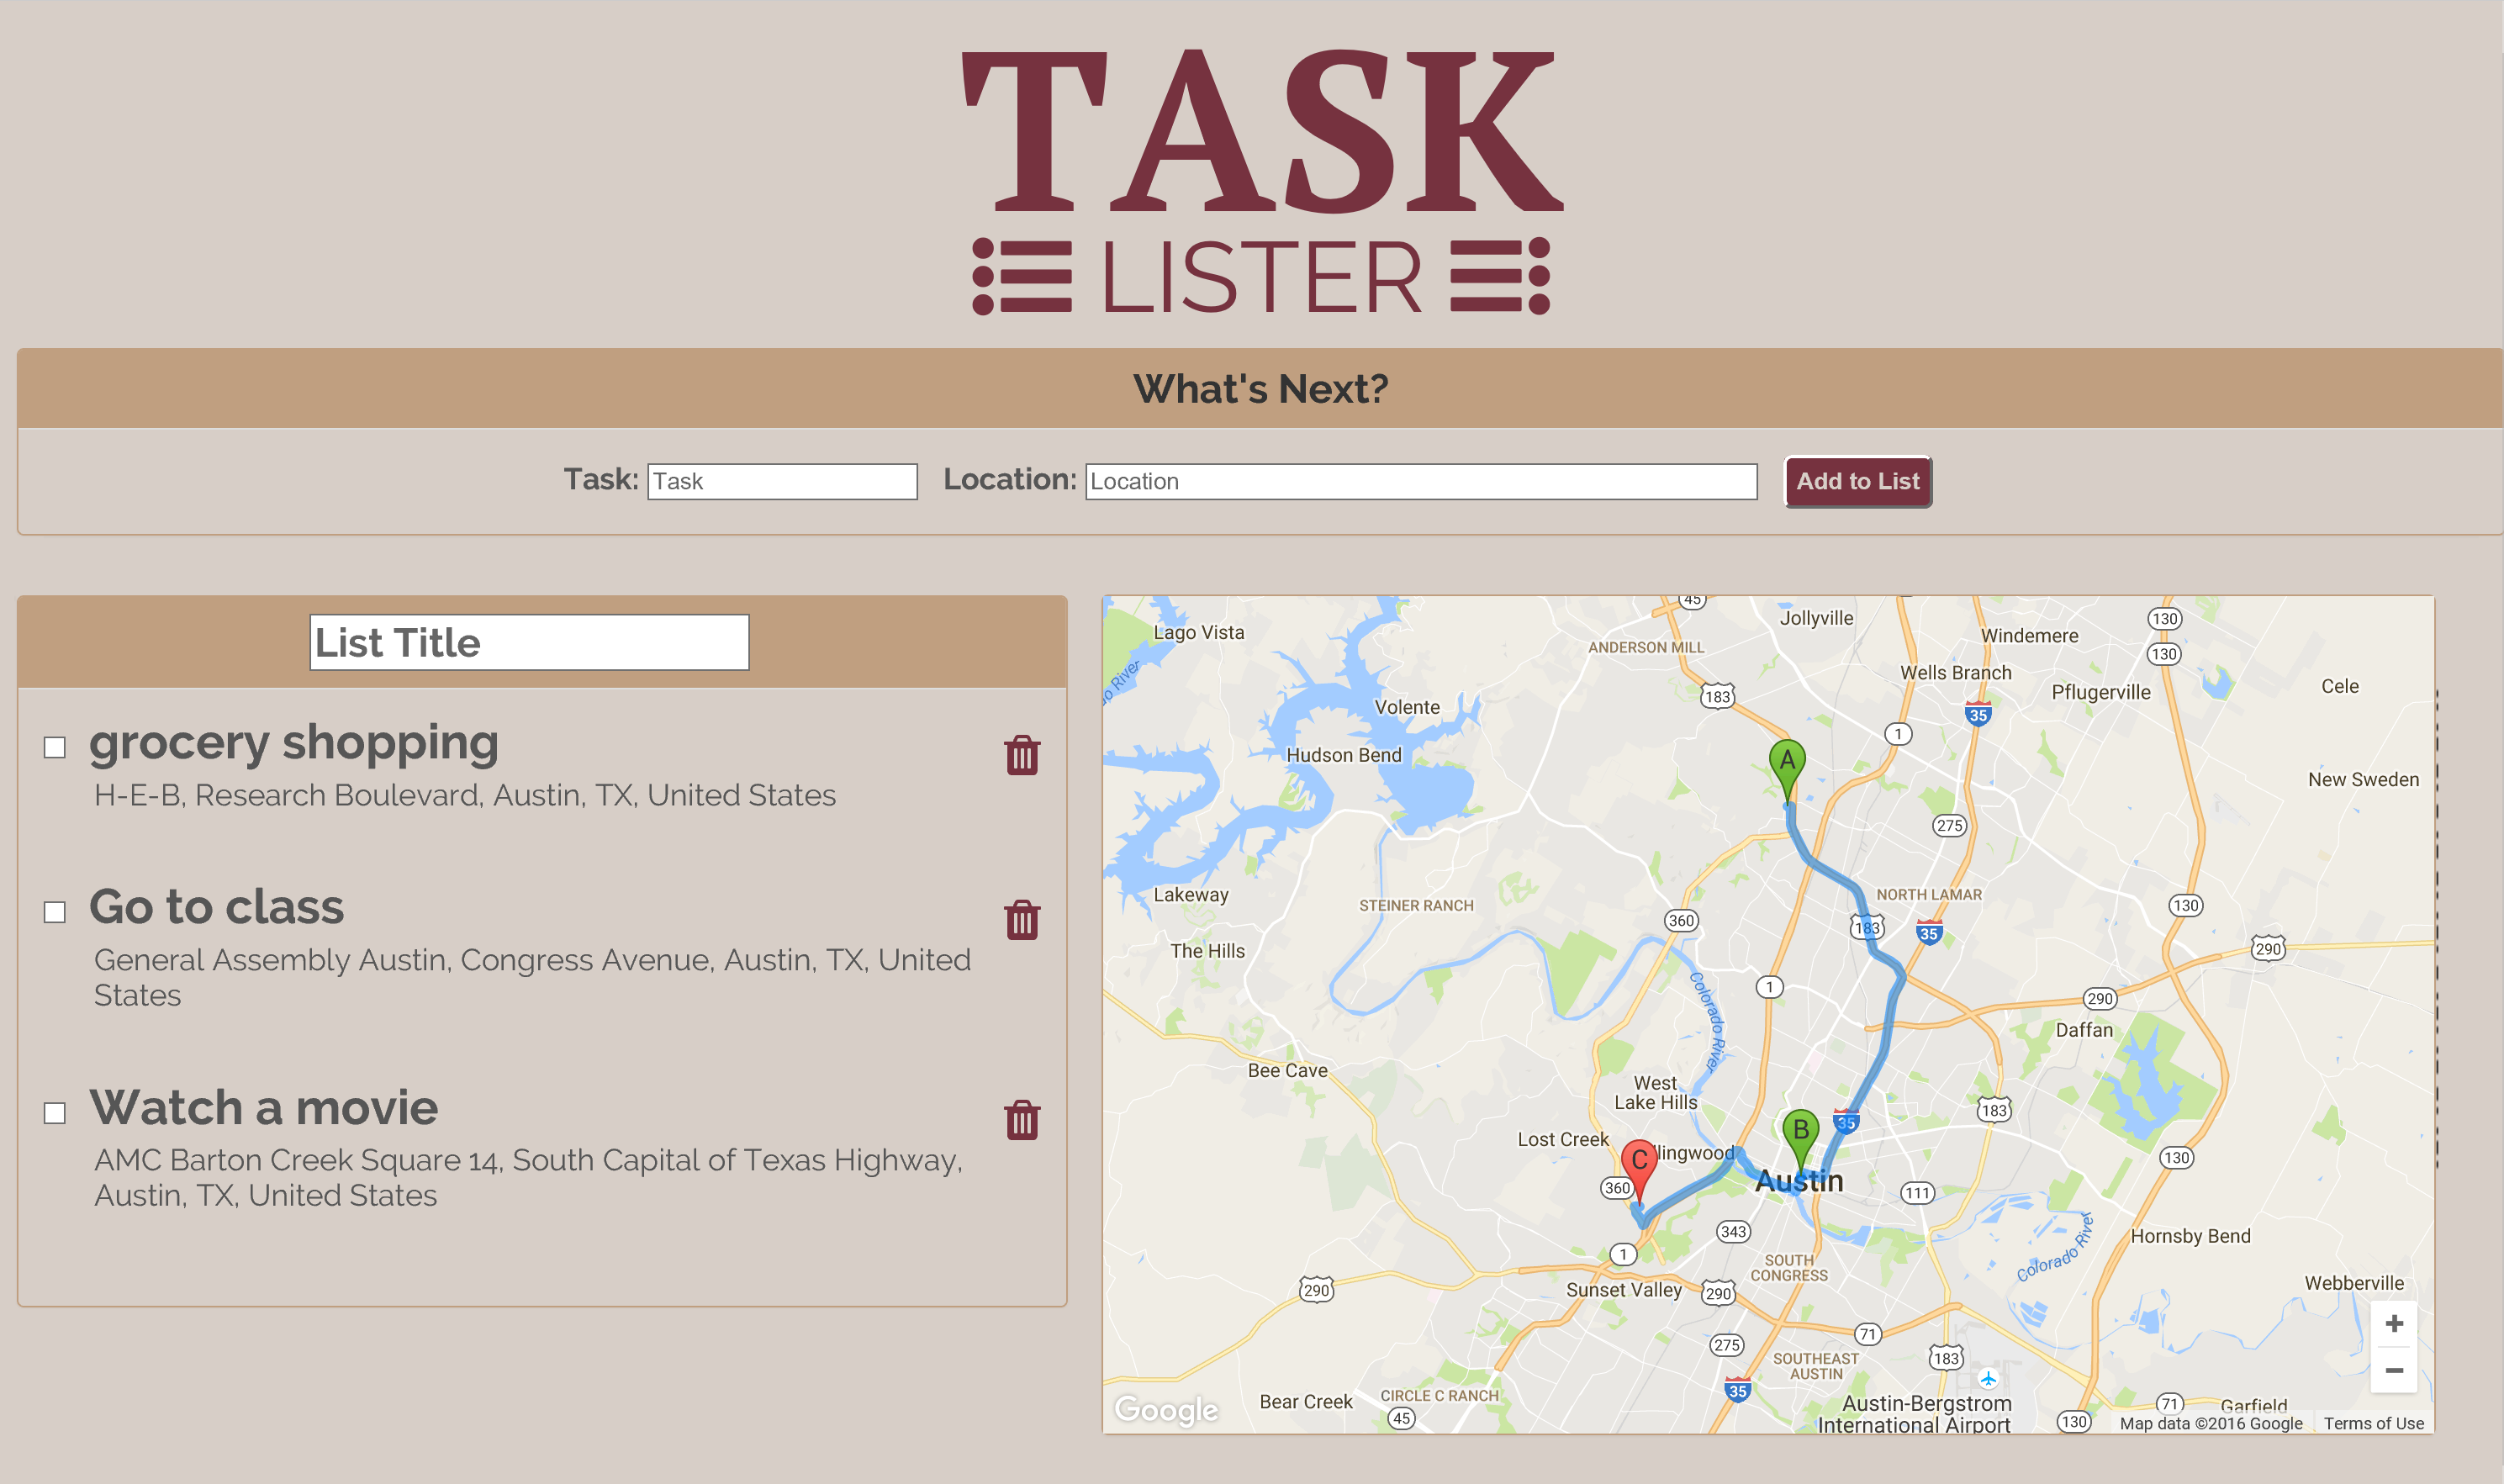 TASK
LISTER
What's Next?
Task: Task Location: Location Add to List
List Title
grocery shopping
H-E-B, Research Boulevard, Austin, TX, United States
Go to class
General Assembly Austin, Congress Avenue, Austin, TX, United
States
Watch a movie
AMC Barton Creek Square 14, South Capital of Texas Highway,
Austin, TX, United States
45
Jollyville
130
Lago Vista
Windemere
ANDERSON MILL
130
Wells Branch
Cele
183
Pflugerville
Volente
35
1
Hudson Bend
A
New Sweden
275
Lakeway
NORTH LAMAR
STEINER RANCH
130
360
183
35
The Hills
290
1
Colorado River
290
Daffan
Bee Cave
West
Lake Hills
183
35
B
Lost Creek
llingwood
C
130
Austin
360
111
343
Hornsby Bend
Colorado River
1
SOUTH
CONGRESS
Webberville
290
Sunset Valley
290
+
71
275
183
SOUTHEAST
AUSTIN
−
35
CIRCLE C RANCH
Bear Creek
Austin-Bergstrom
International Airport
71
Garfield
45
130
Google
Map data ©2016 Google Terms of Use